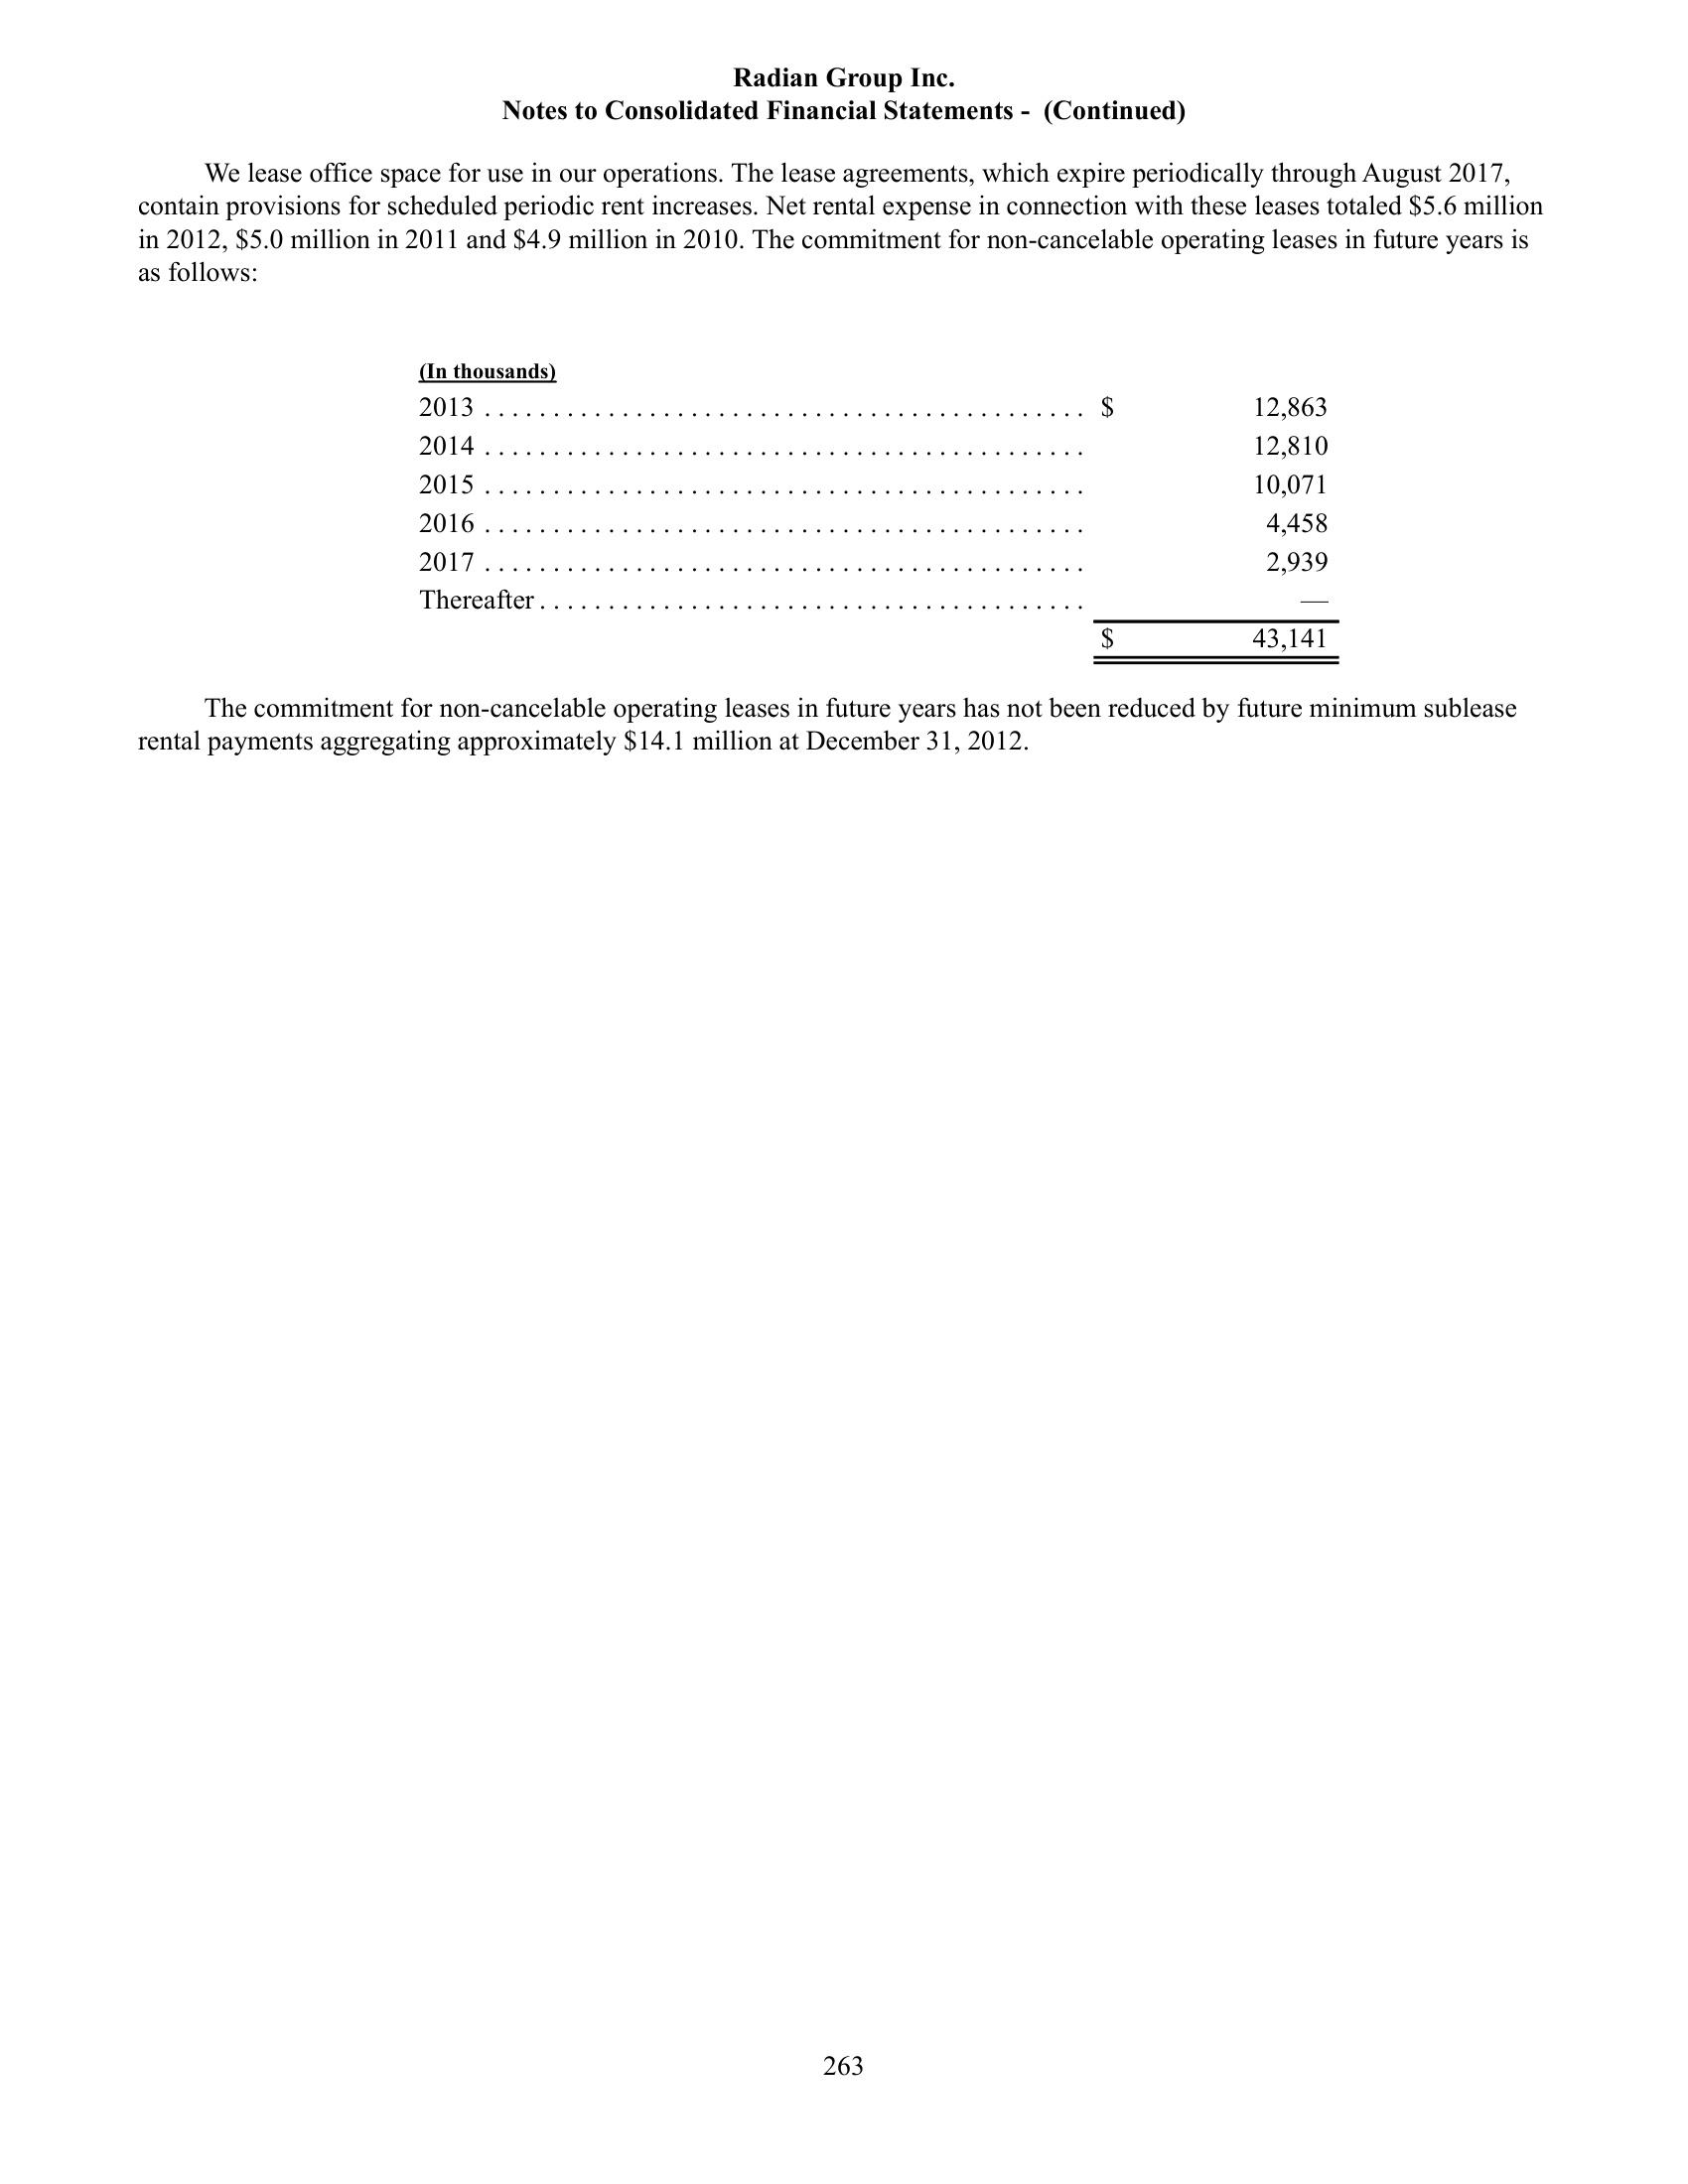 Radian Group Inc.
Notes to Consolidated Financial Statements - (Continued)
We lease office space for use in our operations. The lease agreements, which expire periodically through August 2017,
contain provisions for scheduled periodic rent increases. Net rental expense in connection with these leases totaled $5.6 million
in 2012, $5.0 million in 2011 and $4.9 million in 2010. The commitment for non-cancelable operating leases in future years is
as follows:
(In thousands)
2013 . . . . . . . . . . . . . . . . . . . . . . . . . . . . . . . . . . . . . . . . . . . . $ 12,863
2014 . . . . . . . . . . . . . . . . . . . . . . . . . . . . . . . . . . . . . . . . . . . . 12,810
2015 . . . . . . . . . . . . . . . . . . . . . . . . . . . . . . . . . . . . . . . . . . . . 10,071
2016 . . . . . . . . . . . . . . . . . . . . . . . . . . . . . . . . . . . . . . . . . . . . 4,458
2017 . . . . . . . . . . . . . . . . . . . . . . . . . . . . . . . . . . . . . . . . . . . . 2,939
Thereafter . . . . . . . . . . . . . . . . . . . . . . . . . . . . . . . . . . . . . . . . —
$ 43,141
The commitment for non-cancelable operating leases in future years has not been reduced by future minimum sublease
rental payments aggregating approximately $14.1 million at December 31, 2012.
263